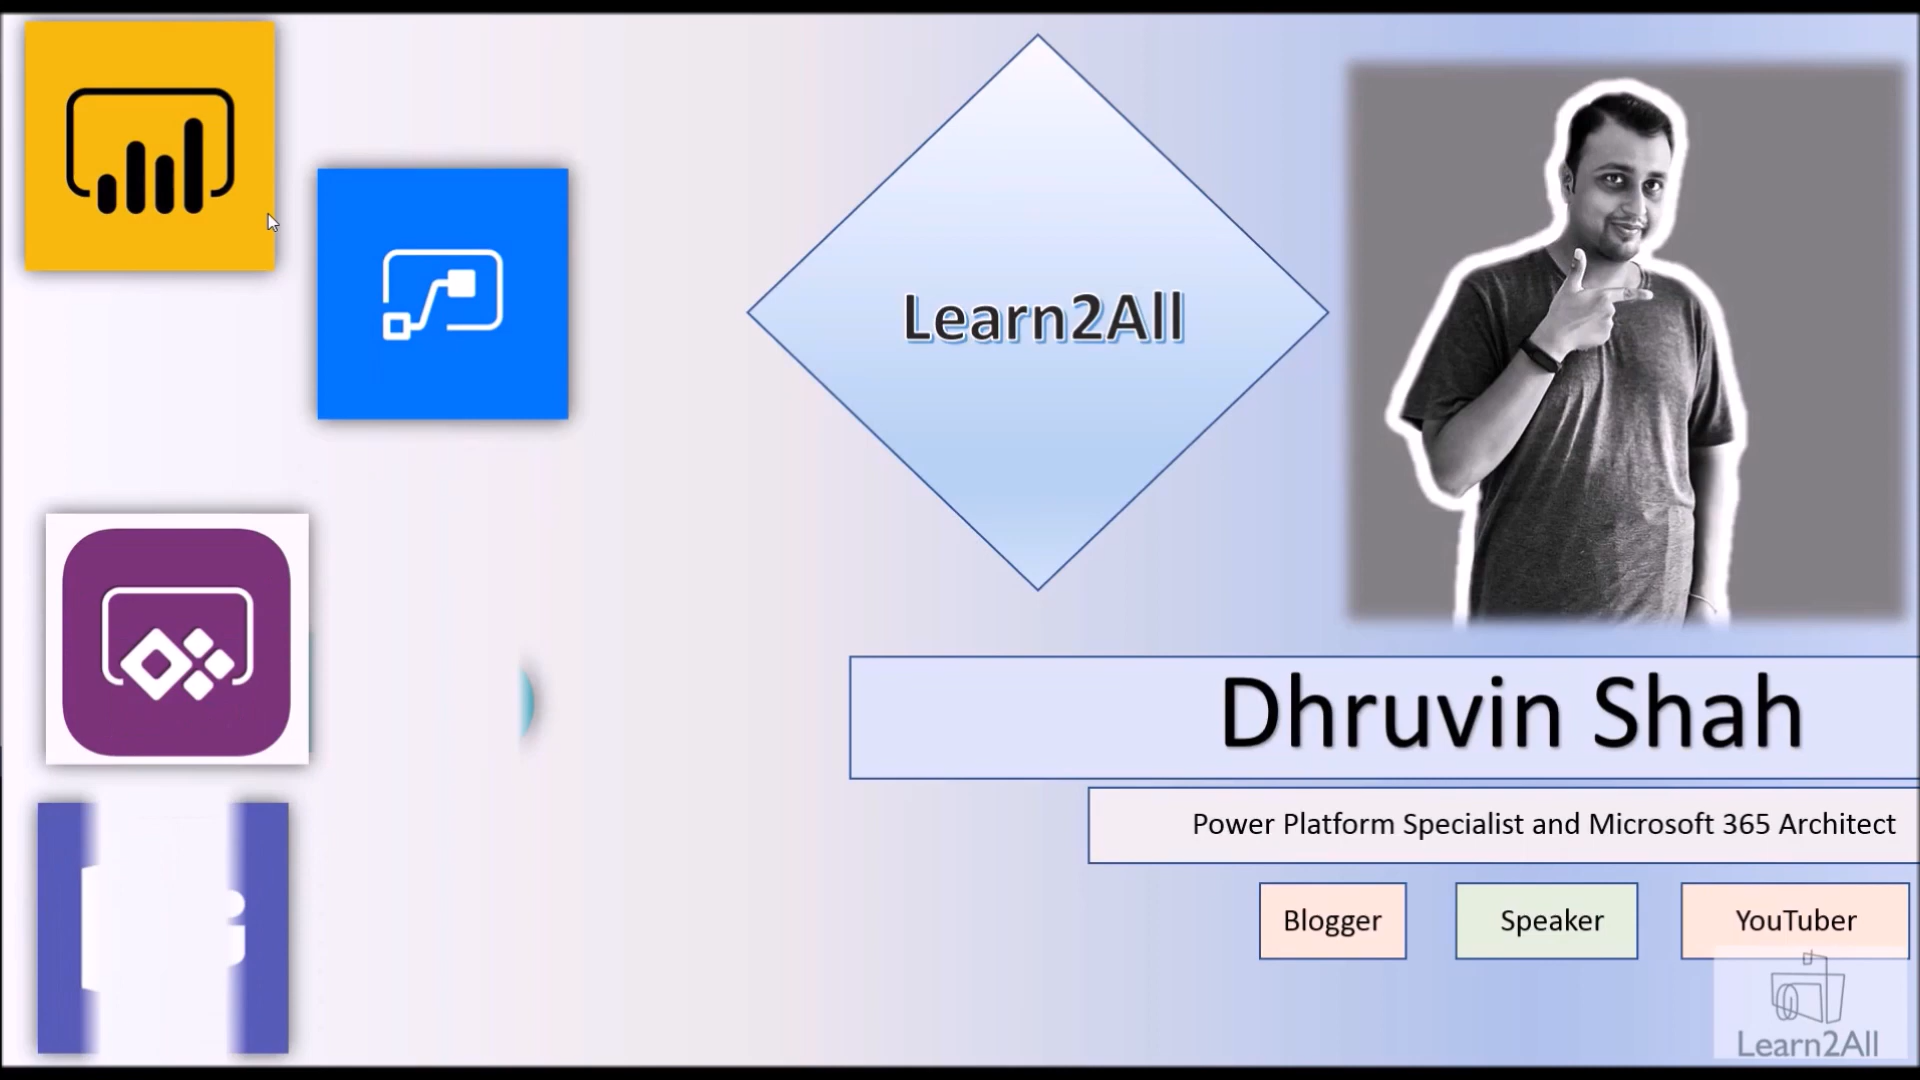 Learn2All
Dhruvin Shah
Power Platform Specialist and Microsoft 365 Architect
Blogger
Speaker
YouTuber
Learn2All